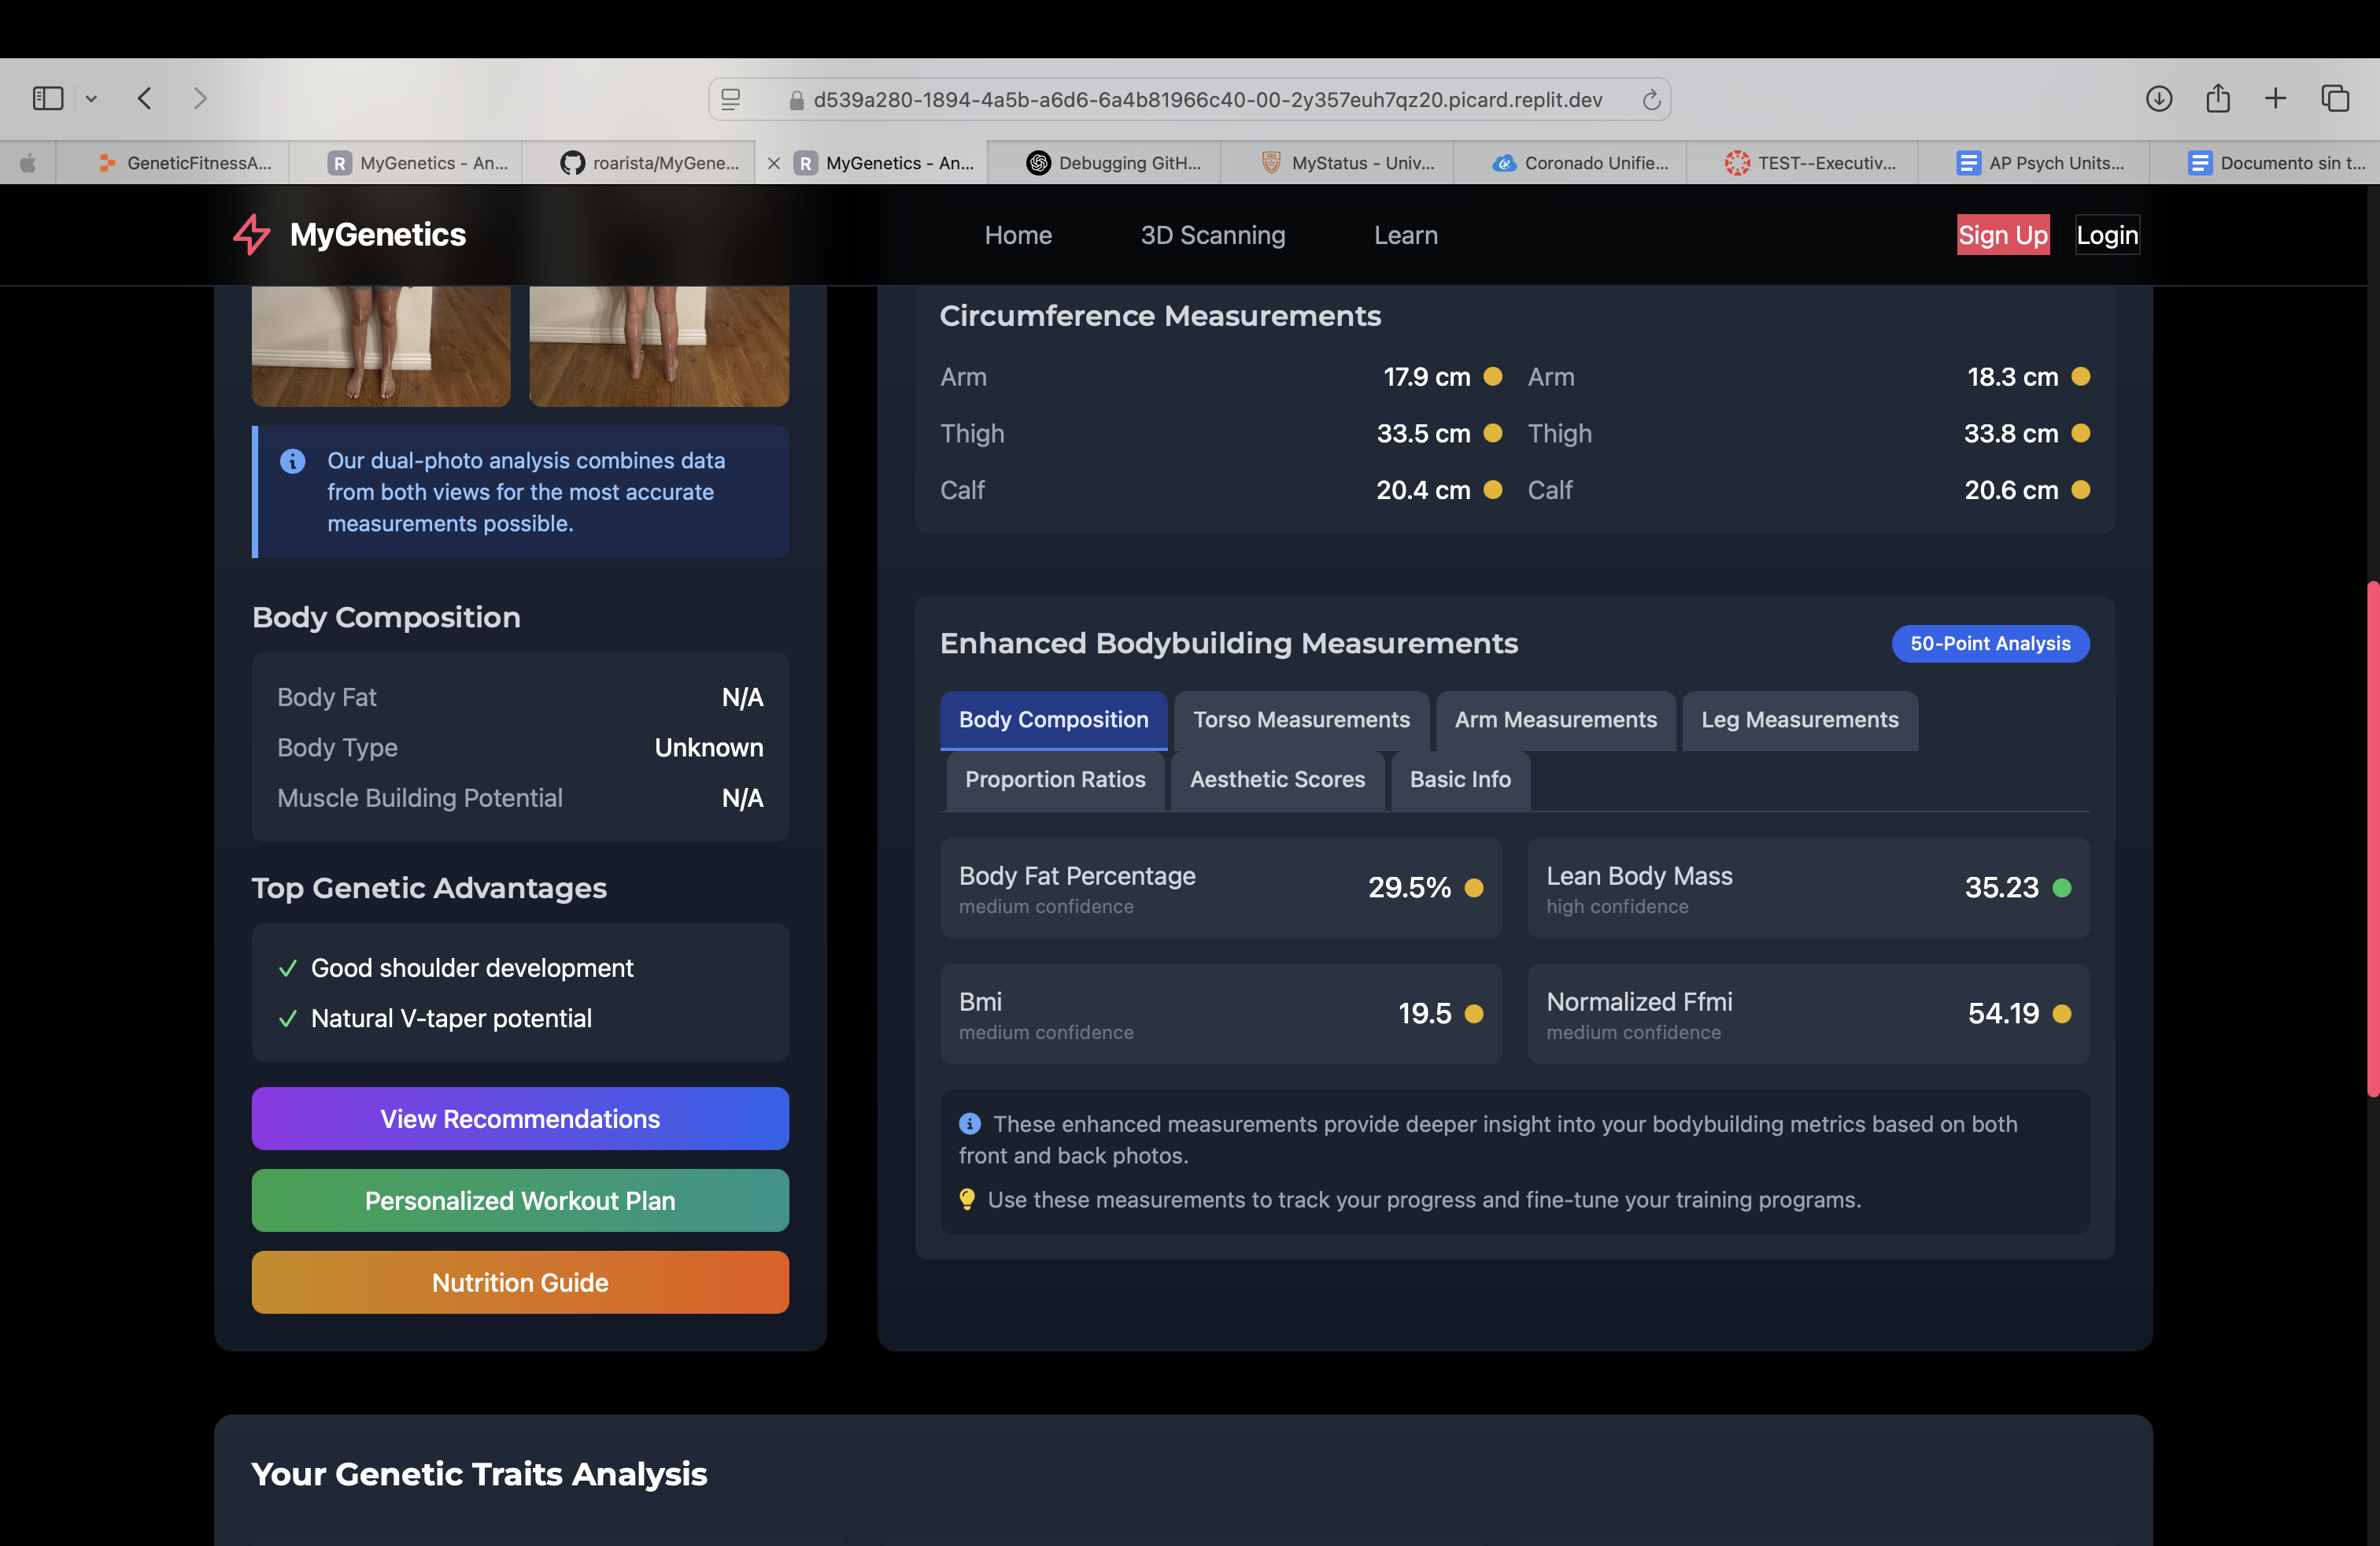 d539a280-1894-4a5b-a6d6-6a4b81966c40-00-2y357euh7qz20.picard.replit.dev
GeneticFitnessA...
R MyGenetics - An...
roarista/MyGene...
R MyGenetics - An...
Debugging GitH...
MyStatus - Univ...
Coronado Unifie...
TEST--Executiv...
AP Psych Units...
Documento sin t...
MyGenetics
Home
3D Scanning
Learn
Sign Up
Login
Our dual-photo analysis combines data
from both views for the most accurate
measurements possible.
Body Composition
Body Fat N/A
Body Type Unknown
Muscle Building Potential N/A
Top Genetic Advantages
Good shoulder development
Natural V-taper potential
View Recommendations
Personalized Workout Plan
Nutrition Guide
Circumference Measurements
Arm 17.9 cm Arm 18.3 cm
Thigh 33.5 cm Thigh 33.8 cm
Calf 20.4 cm Calf 20.6 cm
Enhanced Bodybuilding Measurements
50-Point Analysis
Body Composition
Torso Measurements
Arm Measurements
Leg Measurements
Proportion Ratios
Aesthetic Scores
Basic Info
Body Fat Percentage 29.5%
medium confidence
Lean Body Mass 35.23
high confidence
Bmi 19.5
medium confidence
Normalized Ffmi 54.19
medium confidence
These enhanced measurements provide deeper insight into your bodybuilding metrics based on both
front and back photos.
Use these measurements to track your progress and fine-tune your training programs.
Your Genetic Traits Analysis